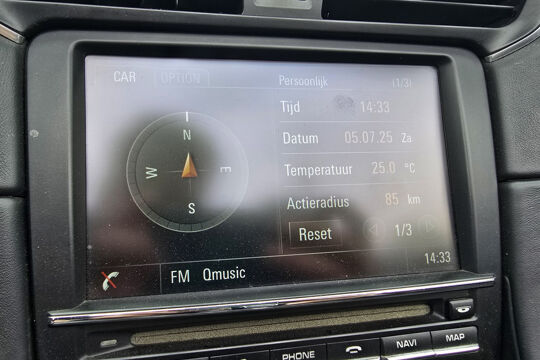 CAR OPTION Persoonlijk (1/3)
Tijd 14:33
Datum 05.07.25 Za
Temperatuur 25.0 °C
Actieradius 85 km
Reset 1/3
N
W E
S
14:33
FM Qmusic
PHONE NAVI MAP